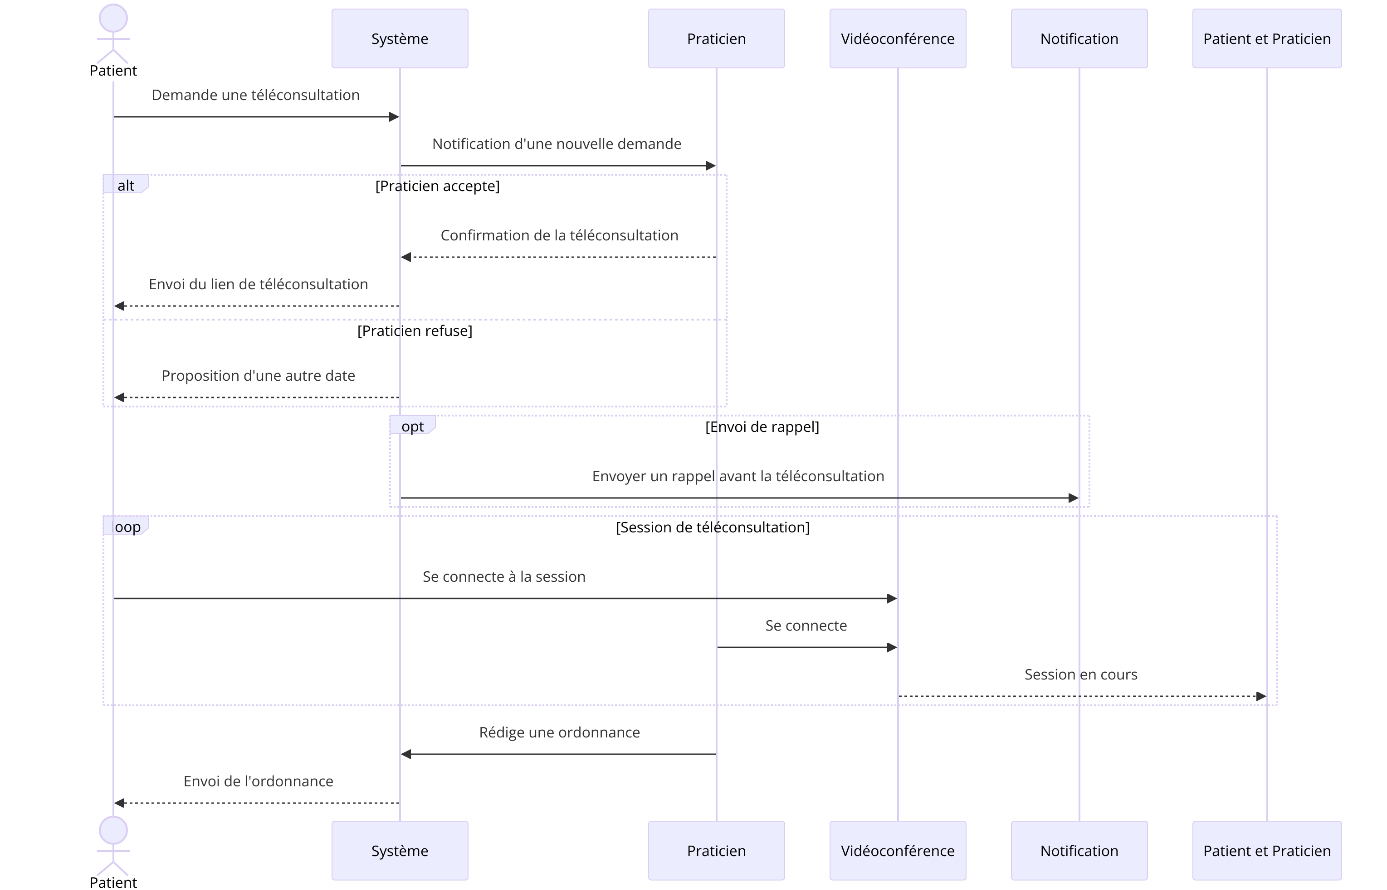 Patient
Système
Praticien
Vidéoconférence
Notification
Patient et Praticien
Demande une téléconsultation
Notification d'une nouvelle demande
alt
[Praticien accepte]
Confirmation de la téléconsultation
Envoi du lien de téléconsultation
[Praticien refuse]
Proposition d'une autre date
opt
[Envoi de rappel]
Envoyer un rappel avant la téléconsultation
loop
[Session de téléconsultation]
Se connecte à la session
Se connecte
Session en cours
Rédige une ordonnance
Envoi de l'ordonnance
Patient
Système
Praticien
Vidéoconférence
Notification
Patient et Praticien